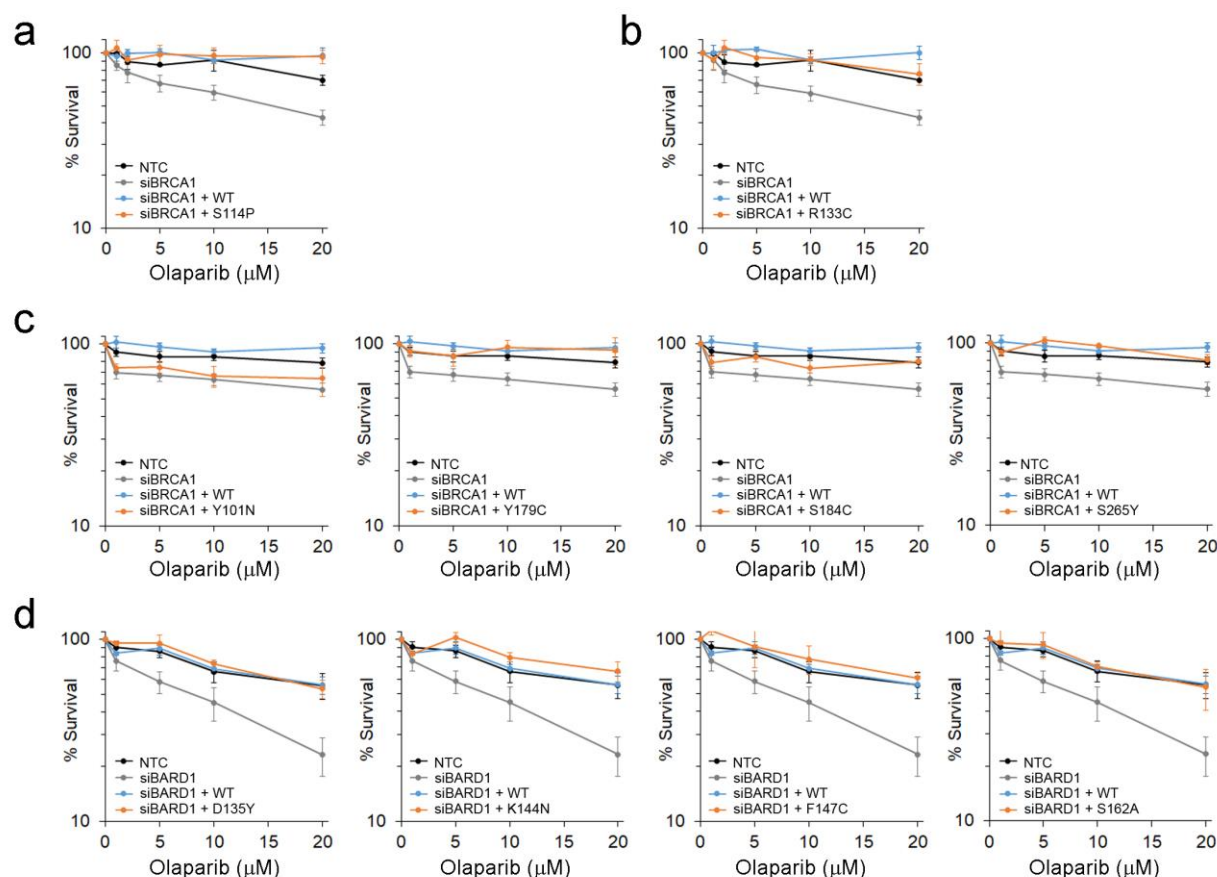 a
% Survival
100
10
NTC
siBRCA1
siBRCA1 + WT
siBRCA1 + S114P
0 5 10 15 20
Olaparib (μM)
b
% Survival
100
10
NTC
siBRCA1
siBRCA1 + WT
siBRCA1 + R133C
0 5 10 15 20
Olaparib (μM)
c
% Survival
100
10
NTC
siBRCA1
siBRCA1 + WT
siBRCA1 + Y101N
0 5 10 15 20
Olaparib (μM)
% Survival
100
10
NTC
siBRCA1
siBRCA1 + WT
siBRCA1 + Y179C
0 5 10 15 20
Olaparib (μM)
% Survival
100
10
NTC
siBRCA1
siBRCA1 + WT
siBRCA1 + S184C
0 5 10 15 20
Olaparib (μM)
% Survival
100
10
NTC
siBRCA1
siBRCA1 + WT
siBRCA1 + S265Y
0 5 10 15 20
Olaparib (μM)
d
% Survival
100
10
NTC
siBARD1
siBARD1 + WT
siBARD1 + D135Y
0 5 10 15 20
Olaparib (μM)
% Survival
100
10
NTC
siBARD1
siBARD1 + WT
siBARD1 + K144N
0 5 10 15 20
Olaparib (μM)
% Survival
100
10
NTC
siBARD1
siBARD1 + WT
siBARD1 + F147C
0 5 10 15 20
Olaparib (μM)
% Survival
100
10
NTC
siBARD1
siBARD1 + WT
siBARD1 + S162A
0 5 10 15 20
Olaparib (μM)